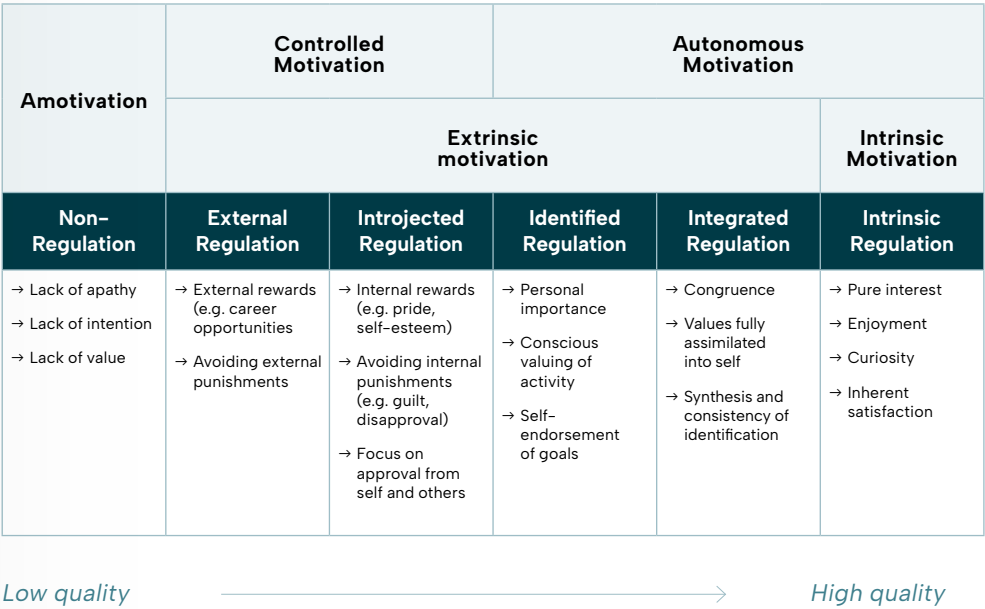 Controlled
Motivation
Autonomous
Motivation
Amotivation
Extrinsic
motivation
Intrinsic
Motivation
Non-
Regulation
External
Regulation
Introjected
Regulation
Identified
Regulation
Integrated
Regulation
Intrinsic
Regulation
→ Lack of apathy
→ Lack of intention
→ Lack of value
→ External rewards
(e.g. career
opportunities
→ Avoiding external
punishments
→ Internal rewards
(e.g. pride,
self-esteem)
→ Avoiding internal
punishments
(e.g. guilt,
disapproval)
→ Focus on
approval from
self and others
→ Personal
importance
→ Conscious
valuing of
activity
→ Self-
endorsement
of goals
→ Congruence
→ Values fully
assimilated
into self
→ Synthesis and
consistency of
identification
→ Pure interest
→ Enjoyment
→ Curiosity
→ Inherent
satisfaction
Low quality
High quality